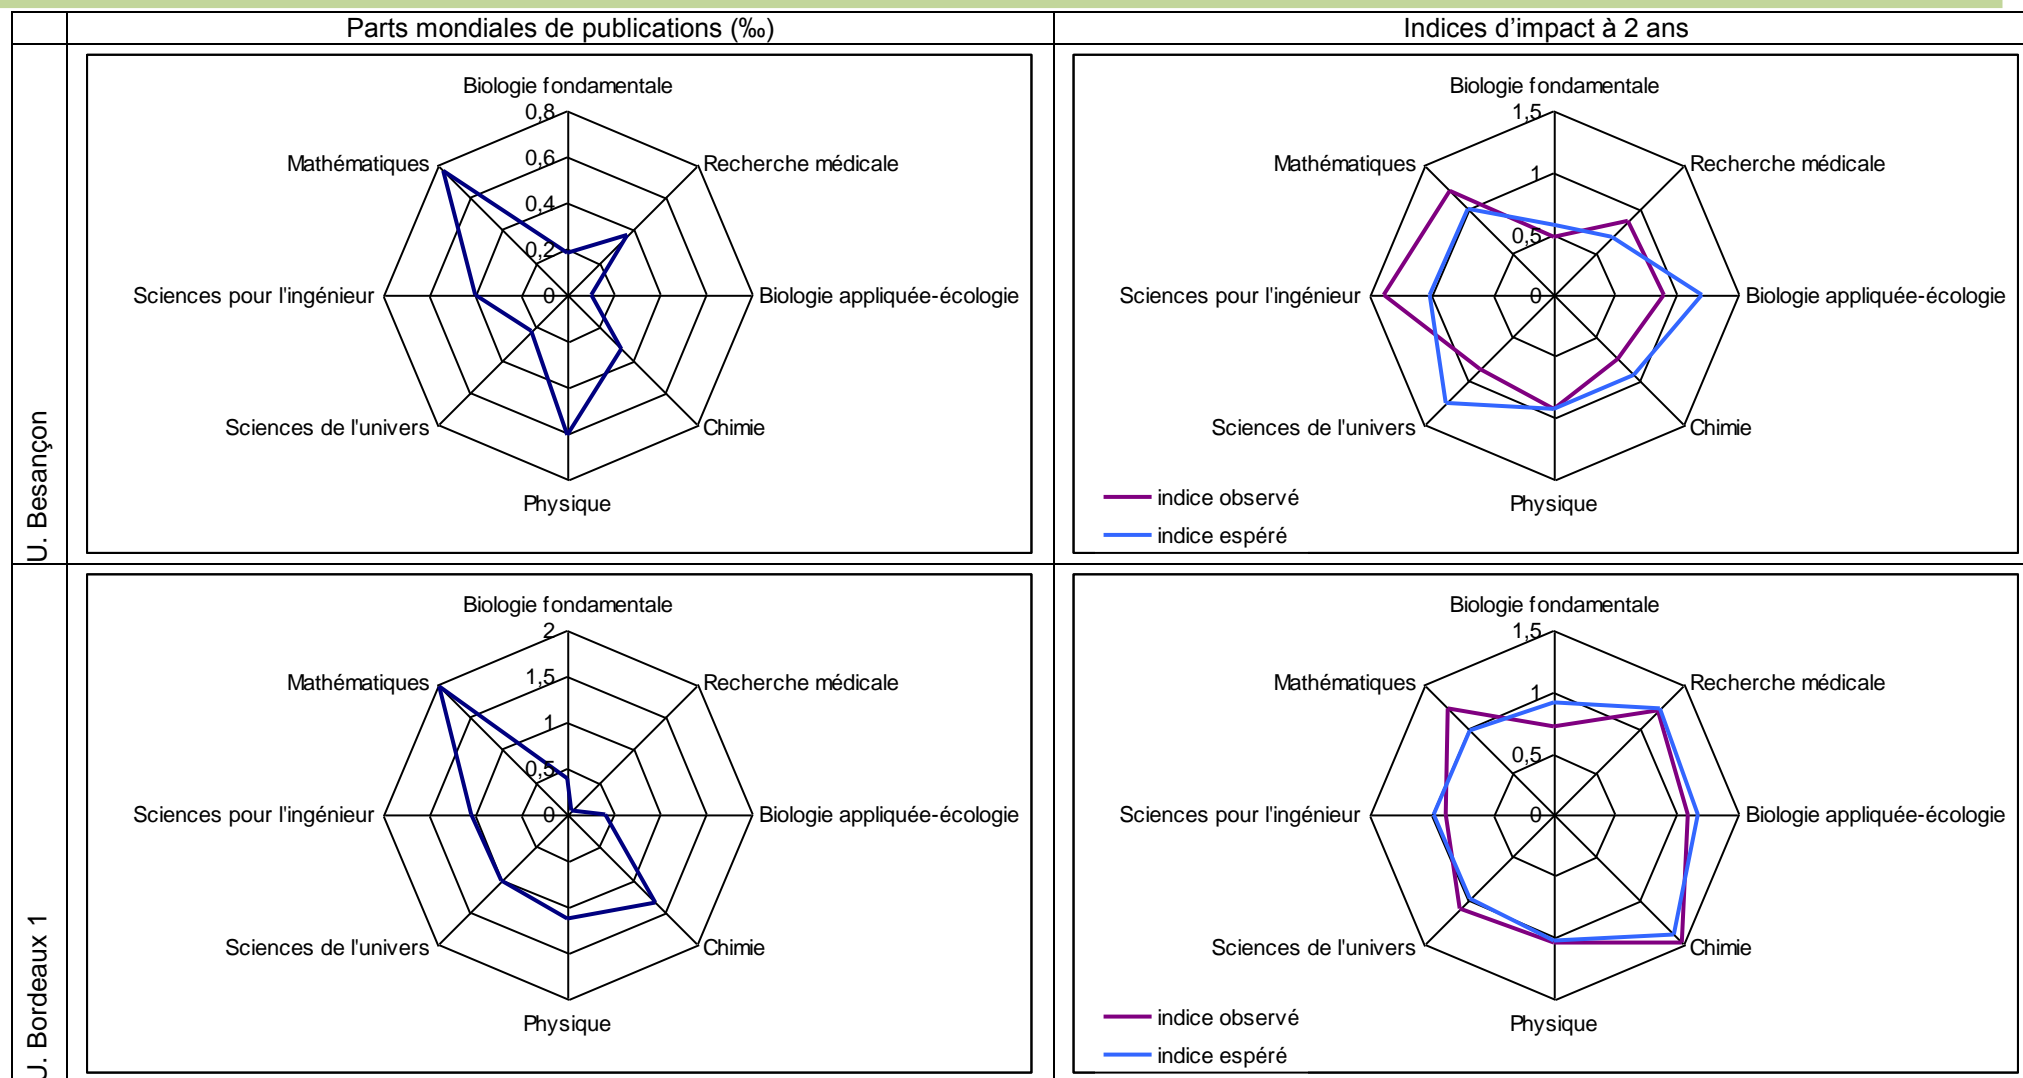 Parts mondiales de publications (‰)
Indices d’impact à 2 ans
U. Besançon
Biologie fondamentale
0,8
Mathématiques
0,6
Recherche médicale
0,4
0,2
Sciences pour l'ingénieur
0
Biologie appliquée-écologie
Sciences de l'univers
Chimie
Physique
Biologie fondamentale
1,5
Mathématiques
1
Recherche médicale
0,5
Sciences pour l'ingénieur
0
Biologie appliquée-écologie
Sciences de l'univers
Chimie
Physique
indice observé
indice espéré
U. Bordeaux 1
Biologie fondamentale
2
Mathématiques
1,5
Recherche médicale
1
0,5
Sciences pour l'ingénieur
0
Biologie appliquée-écologie
Sciences de l'univers
Chimie
Physique
Biologie fondamentale
1,5
Mathématiques
1
Recherche médicale
0,5
Sciences pour l'ingénieur
0
Biologie appliquée-écologie
Sciences de l'univers
Chimie
Physique
indice observé
indice espéré